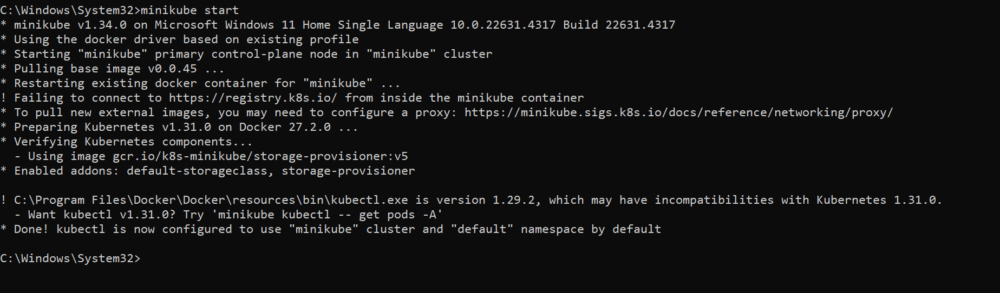 C:\Windows\System32>minikube start
* minikube v1.34.0 on Microsoft Windows 11 Home Single Language 10.0.22631.4317 Build 22631.4317
* Using the docker driver based on existing profile
* Starting "minikube" primary control-plane node in "minikube" cluster
* Pulling base image v0.0.45 ...
* Restarting existing docker container for "minikube" ...
! Failing to connect to https://registry.k8s.io/ from inside the minikube container
* To pull new external images, you may need to configure a proxy: https://minikube.sigs.k8s.io/docs/reference/networking/proxy/
* Preparing Kubernetes v1.31.0 on Docker 27.2.0 ...
* Verifying Kubernetes components...
  - Using image gcr.io/k8s-minikube/storage-provisioner:v5
* Enabled addons: default-storageclass, storage-provisioner

! C:\Program Files\Docker\Docker\resources\bin\kubectl.exe is version 1.29.2, which may have incompatibilities with Kubernetes 1.31.0.
  - Want kubectl v1.31.0? Try 'minikube kubectl -- get pods -A'
* Done! kubectl is now configured to use "minikube" cluster and "default" namespace by default

C:\Windows\System32>